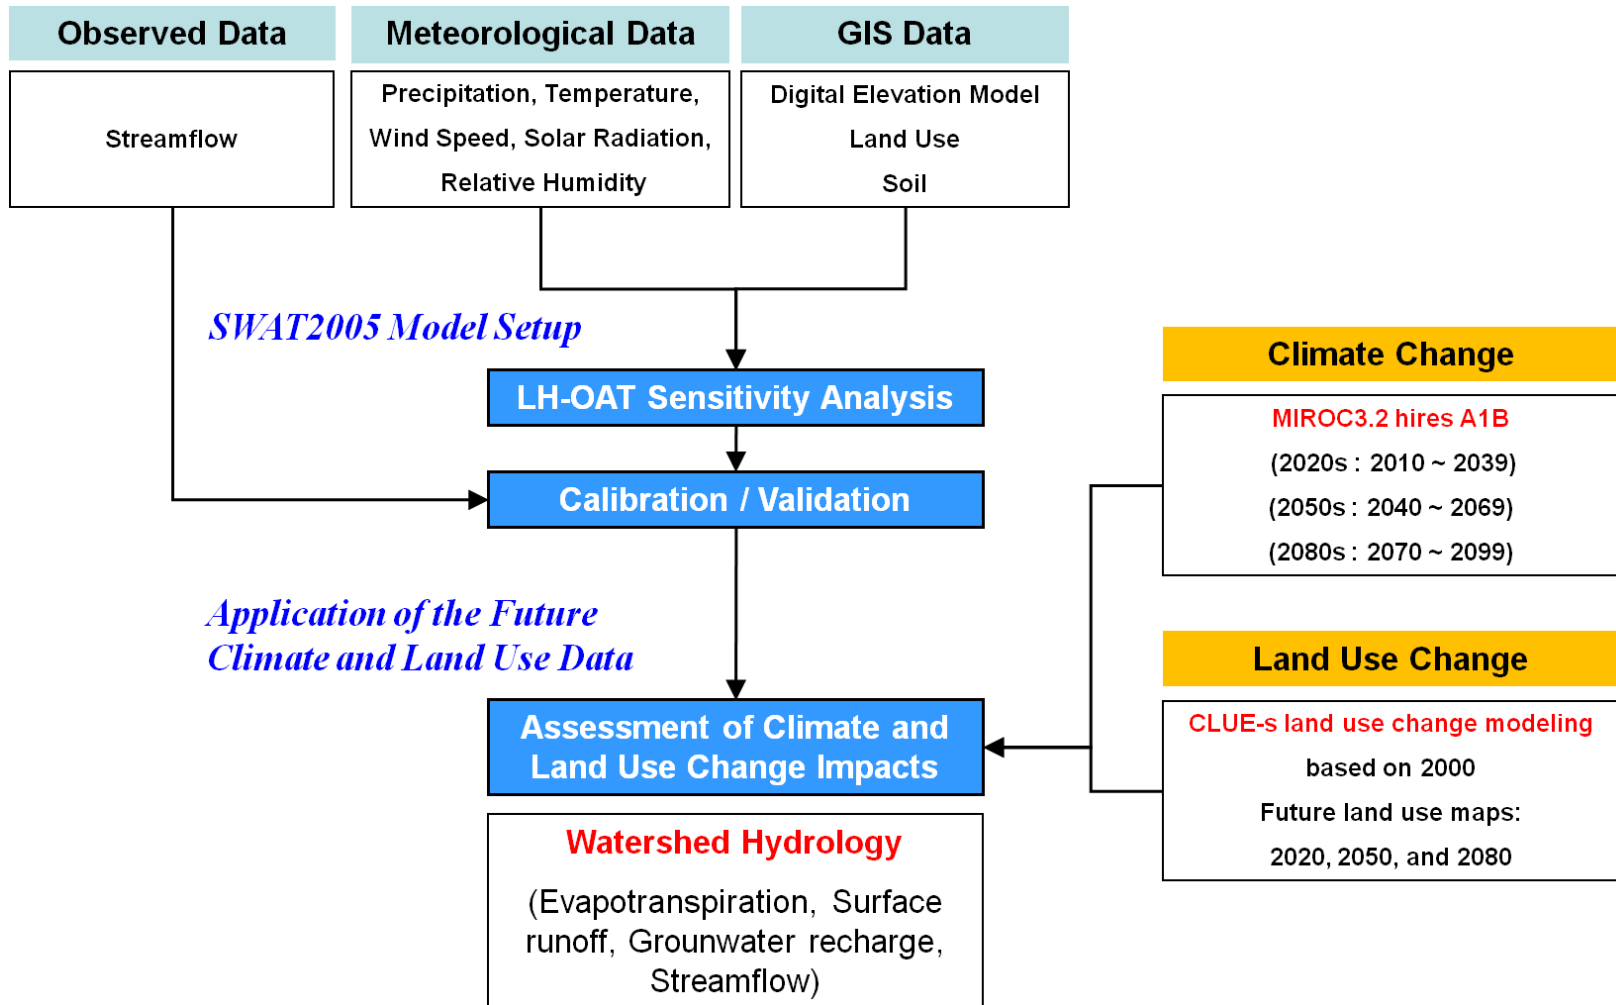 Observed Data
Streamflow
Meteorological Data
Precipitation, Temperature,
Wind Speed, Solar Radiation,
Relative Humidity
GIS Data
Digital Elevation Model
Land Use
Soil
SWAT2005 Model Setup
LH-OAT Sensitivity Analysis
Calibration / Validation
Application of the Future
Climate and Land Use Data
Climate Change
MIROC3.2 hires A1B
(2020s : 2010 ~ 2039)
(2050s : 2040 ~ 2069)
(2080s : 2070 ~ 2099)
Land Use Change
CLUE-s land use change modeling
based on 2000
Future land use maps:
2020, 2050, and 2080
Assessment of Climate and
Land Use Change Impacts
Watershed Hydrology
(Evapotranspiration, Surface
runoff, Grounwater recharge,
Streamflow)